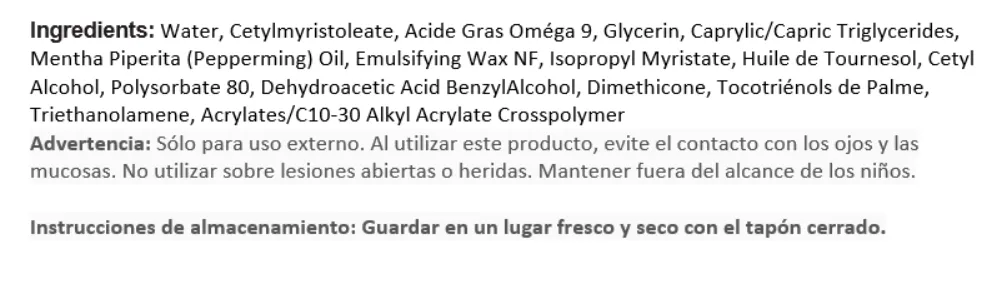 Ingredients: Water, Cetylmyristoleate, Acide Gras Oméga 9, Glycerin, Caprylic/Capric Triglycerides,
Mentha Piperita (Pepperming) Oil, Emulsifying Wax NF, Isopropyl Myristate, Huile de Tournesol, Cetyl
Alcohol, Polysorbate 80, Dehydroacetic Acid BenzylAlcohol, Dimethicone, Tocotriénols de Palme,
Triethanolamene, Acrylates/C10-30 Alkyl Acrylate Crosspolymer
Advertencia: Sólo para uso externo. Al utilizar este producto, evite el contacto con los ojos y las
mucosas. No utilizar sobre lesiones abiertas o heridas. Mantener fuera del alcance de los niños.
Instrucciones de almacenamiento: Guardar en un lugar fresco y seco con el tapón cerrado.